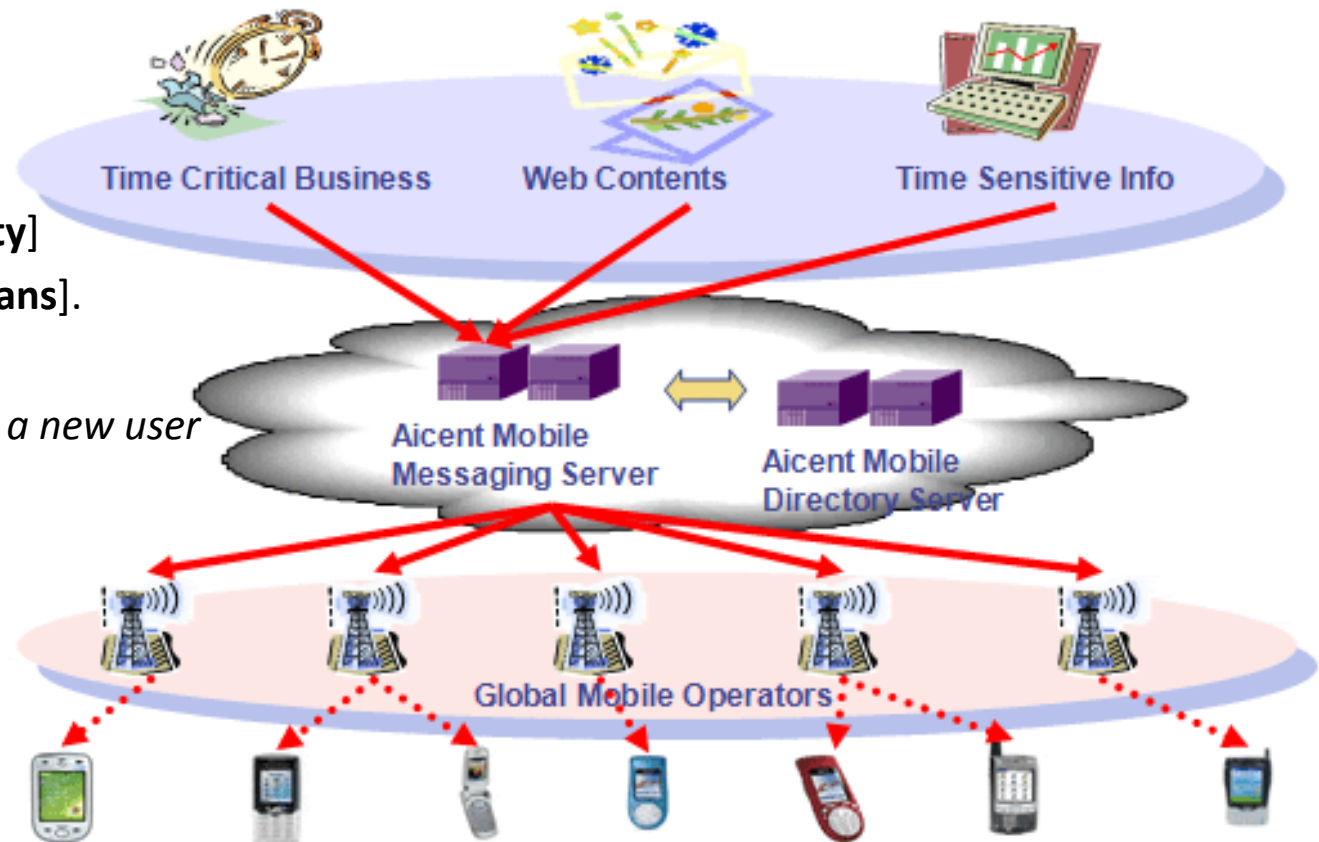 Time Critical Business
Web Contents
Time Sensitive Info
ty]
ans].
a new user
Aicent Mobile
Messaging Server
Aicent Mobile
Directory Server
Global Mobile Operators